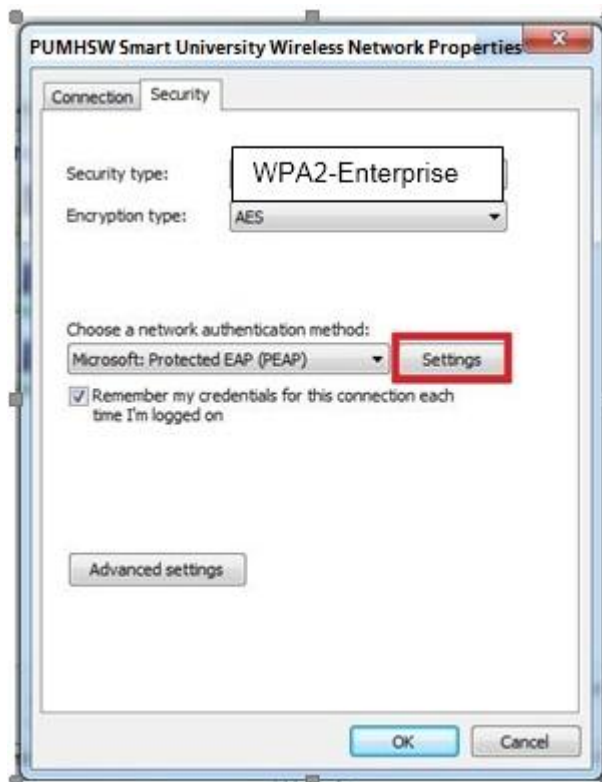 PUMHSW Smart University Wireless Network Properties
Connection Security
Security type: WPA2-Enterprise
Encryption type: AES
Choose a network authentication method:
Microsoft: Protected EAP (PEAP) Settings
Remember my credentials for this connection each
time I'm logged on
Advanced settings
OK Cancel